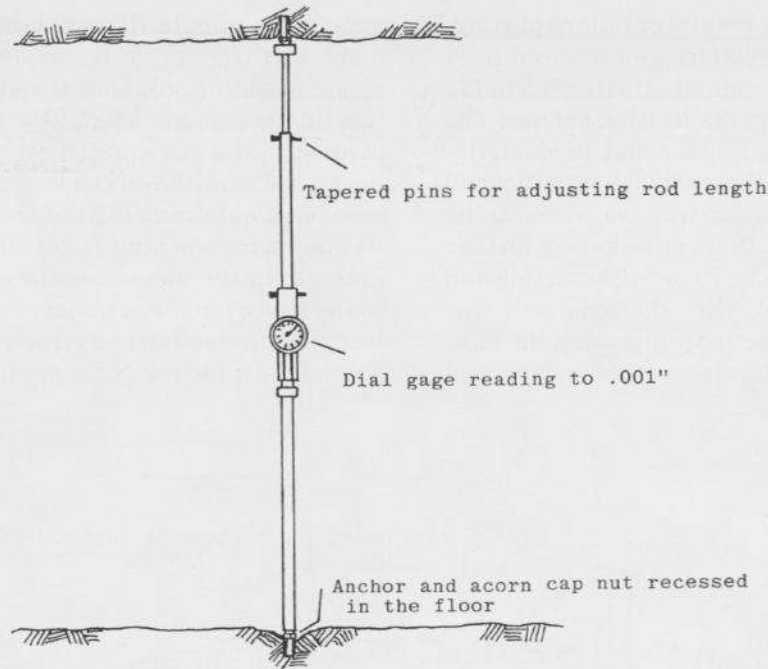 Tapered pins for adjusting rod length
Dial gage reading to .001"
Anchor and acorn cap nut recessed
in the floor